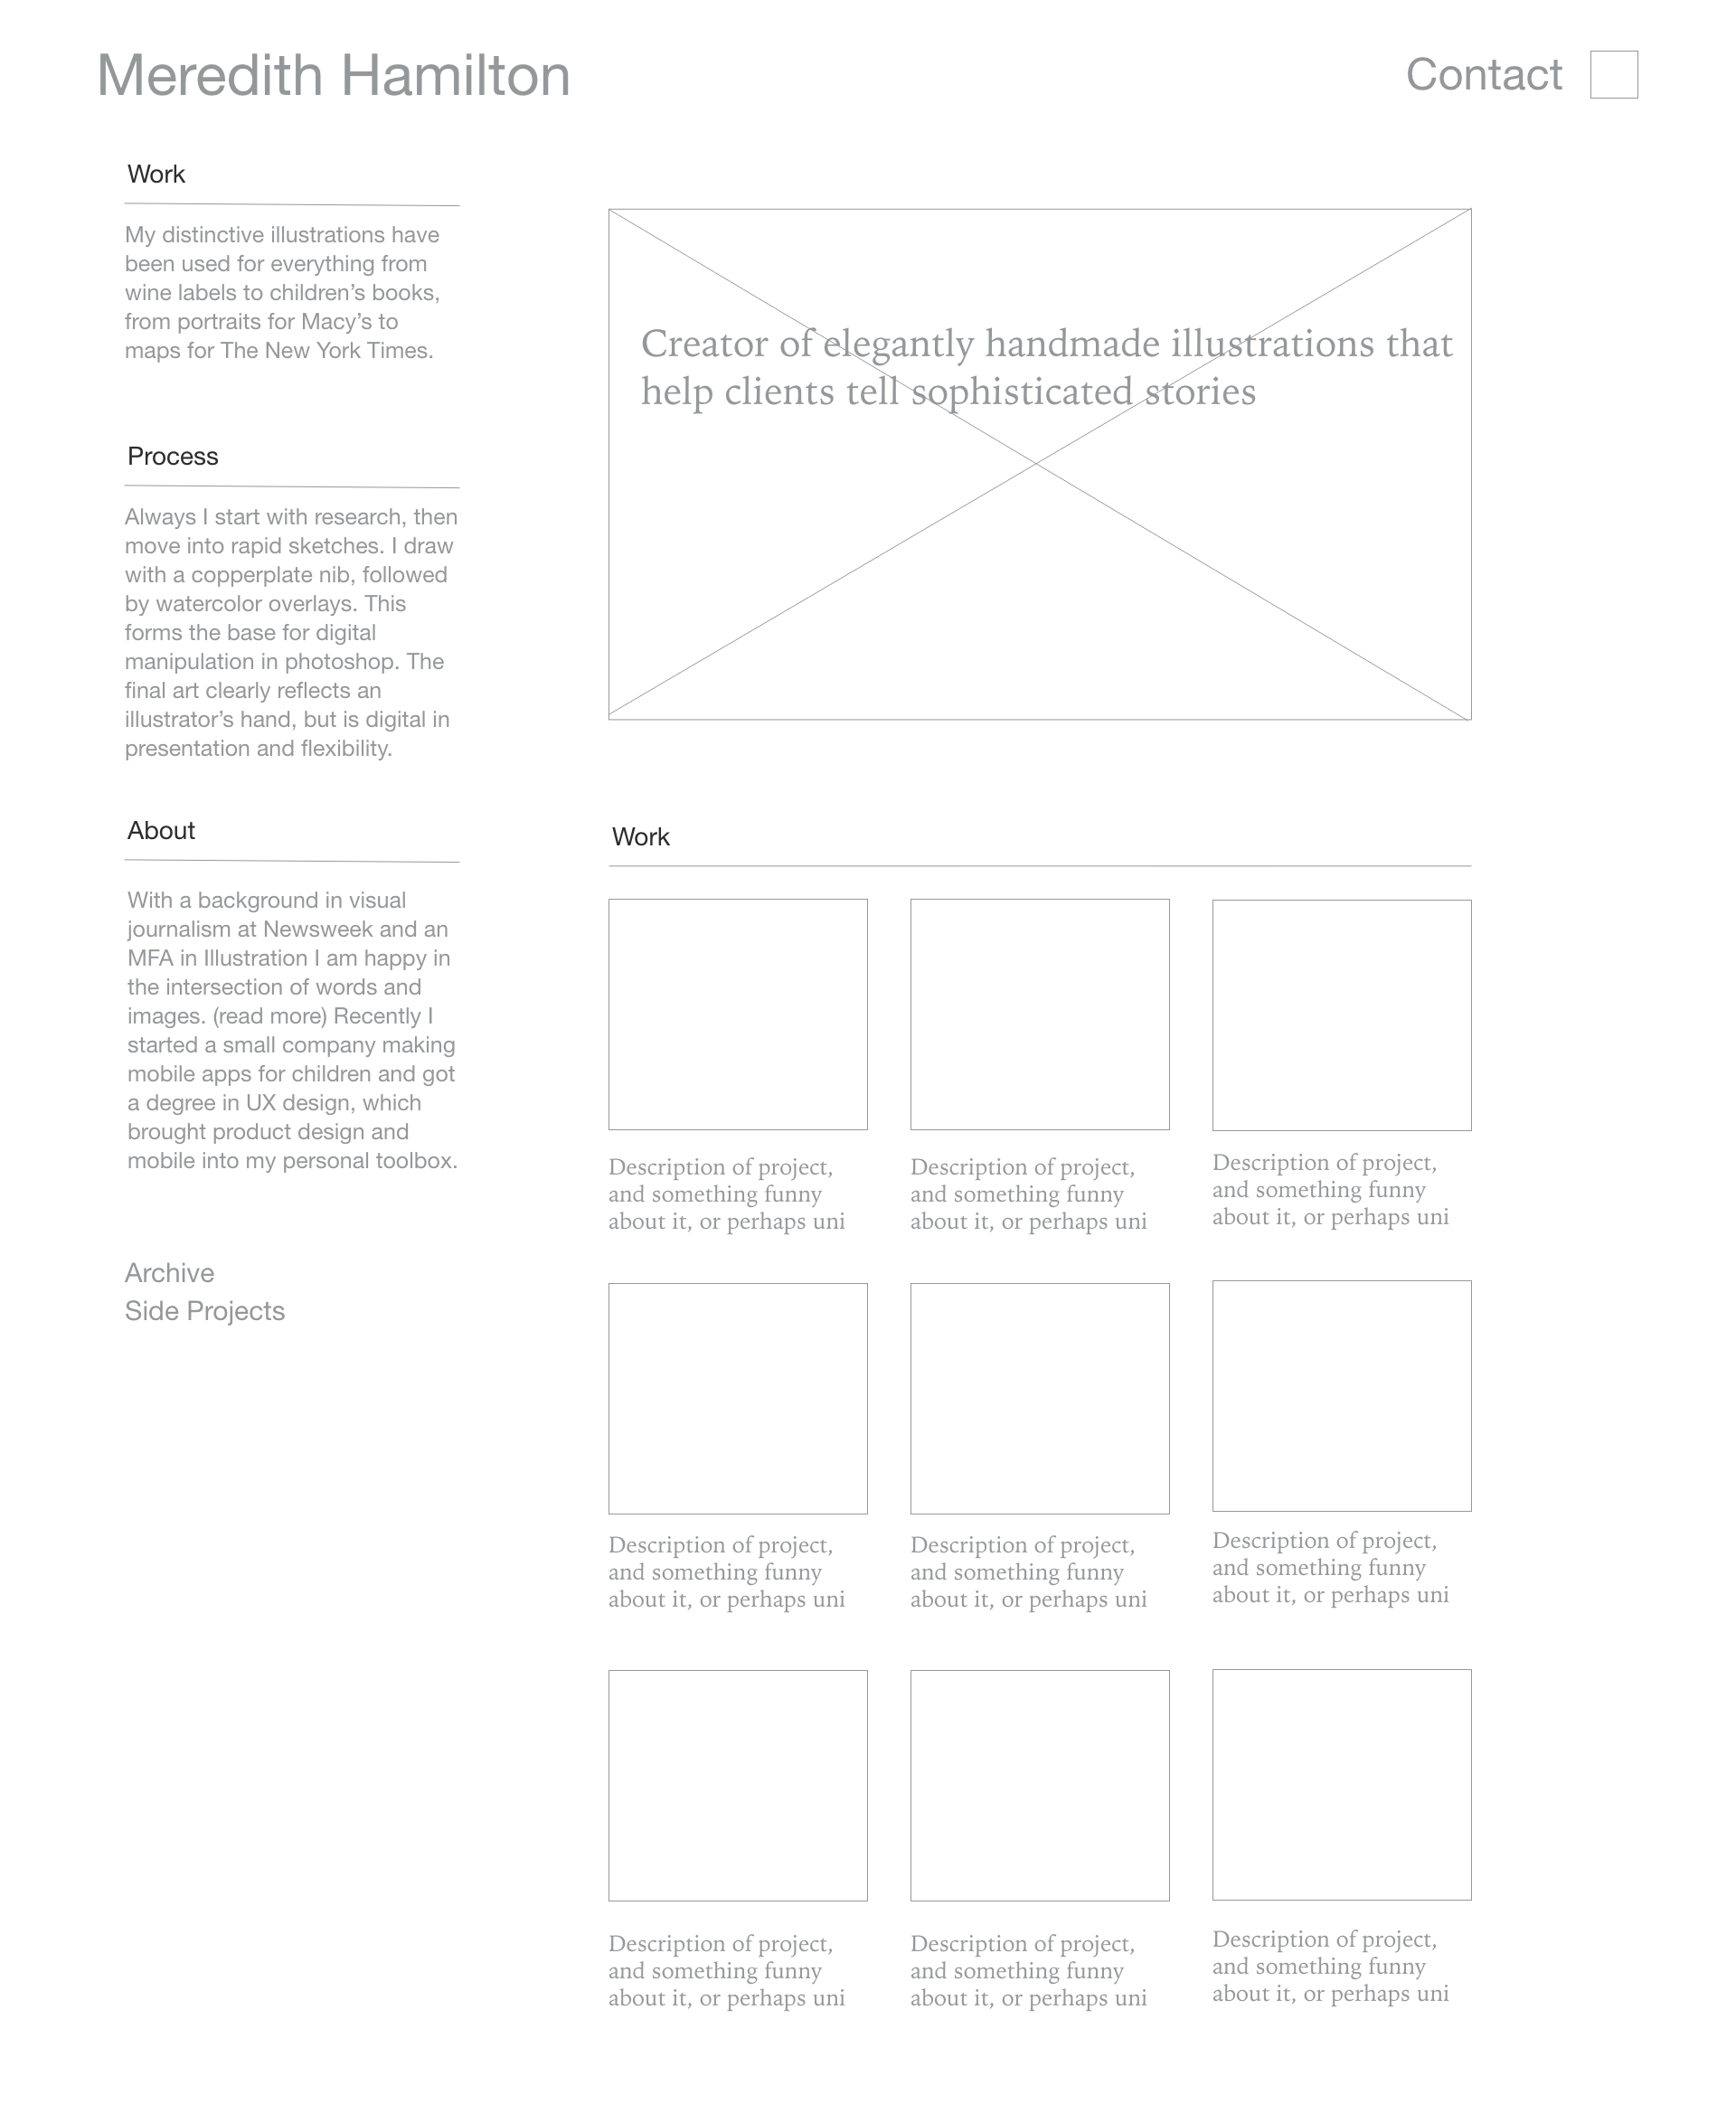 Meredith Hamilton
Contact
Work
My distinctive illustrations have
been used for everything from
wine labels to children’s books,
from portraits for Macy’s to
maps for The New York Times.
Process
Always I start with research, then
move into rapid sketches. I draw
with a copperplate nib, followed
by watercolor overlays. This
forms the base for digital
manipulation in photoshop. The
final art clearly reflects an
illustrator’s hand, but is digital in
presentation and flexibility.
About
With a background in visual
journalism at Newsweek and an
MFA in Illustration I am happy in
the intersection of words and
images. (read more) Recently I
started a small company making
mobile apps for children and got
a degree in UX design, which
brought product design and
mobile into my personal toolbox.
Archive
Side Projects
Creator of elegantly handmade illustrations that
help clients tell sophisticated stories
Work
Description of project,
and something funny
about it, or perhaps uni
Description of project,
and something funny
about it, or perhaps uni
Description of project,
and something funny
about it, or perhaps uni
Description of project,
and something funny
about it, or perhaps uni
Description of project,
and something funny
about it, or perhaps uni
Description of project,
and something funny
about it, or perhaps uni
Description of project,
and something funny
about it, or perhaps uni
Description of project,
and something funny
about it, or perhaps uni
Description of project,
and something funny
about it, or perhaps uni